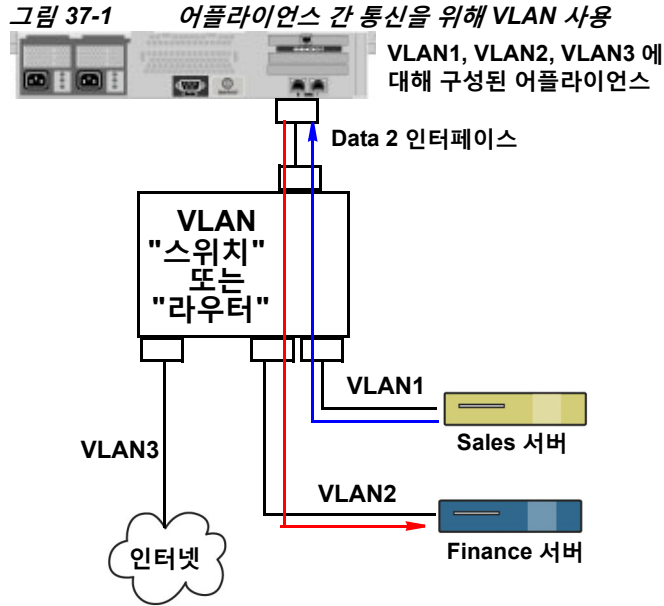 그림 37-1 어플라이언스 간 통신을 위해 VLAN 사용
VLAN1, VLAN2, VLAN3 에
대해 구성된 어플라이언스
Data 2 인터페이스
VLAN
"스위치"
또는
"라우터"
VLAN1
Sales 서버
VLAN3
VLAN2
인터넷
Finance 서버